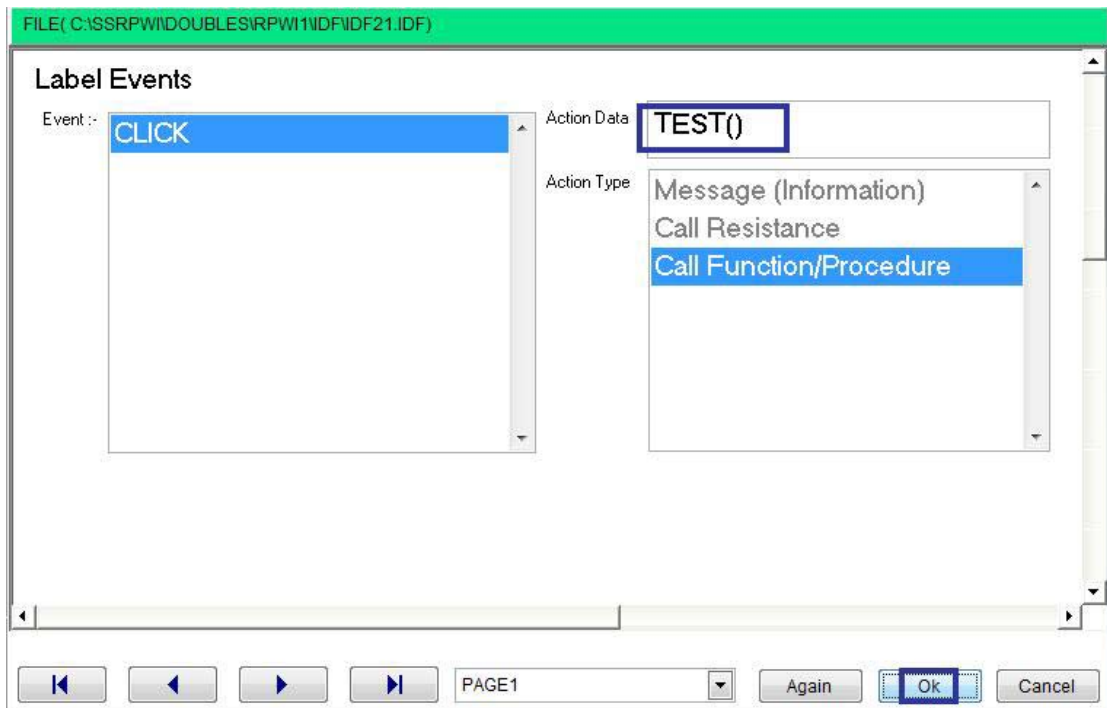 FILE( C:\SSRPWI\DOUBLES\RPWI1\IDF\IDF21.IDF)
Label Events
Event :-
CLICK
Action Data
TEST()
Action Type
Message (Information)
Call Resistance
Call Function/Procedure
PAGE1
Again
Ok
Cancel